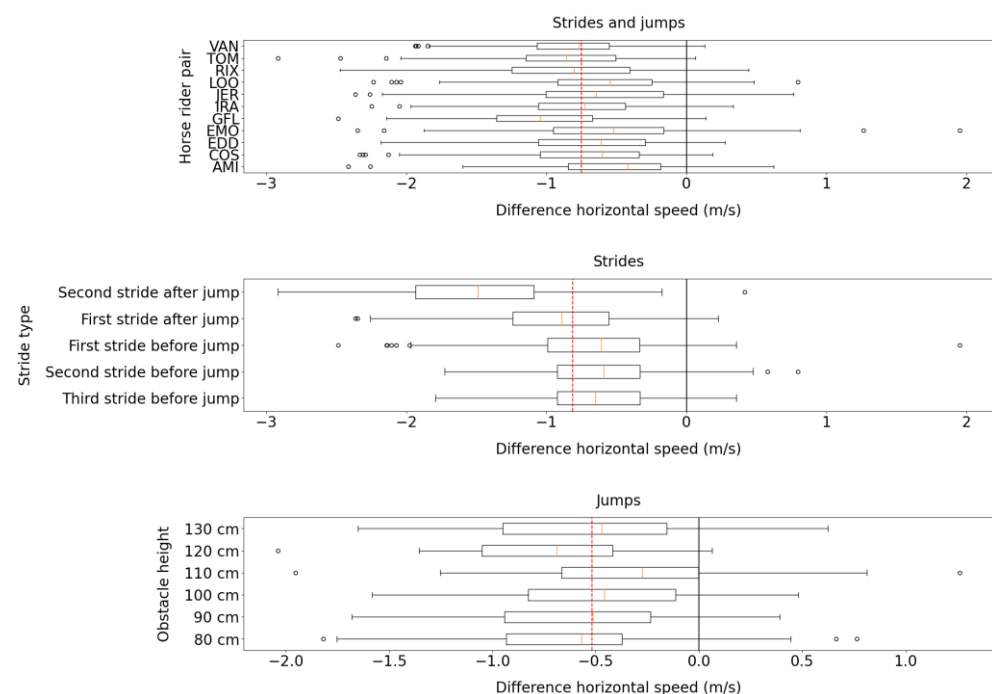 Strides and jumps
Horse rider pair
VAN
TOM
RIX
LOO
JER
IRA
GFL
EMO
EDD
COS
AMI
−3 −2 −1 0 1 2
Difference horizontal speed (m/s)
Strides
Stride type
Second stride after jump
First stride after jump
First stride before jump
Second stride before jump
Third stride before jump
−3 −2 −1 0 1 2
Difference horizontal speed (m/s)
Jumps
Obstacle height
130 cm
120 cm
110 cm
100 cm
90 cm
80 cm
−2.0 −1.5 −1.0 −0.5 0.0 0.5 1.0
Difference horizontal speed (m/s)